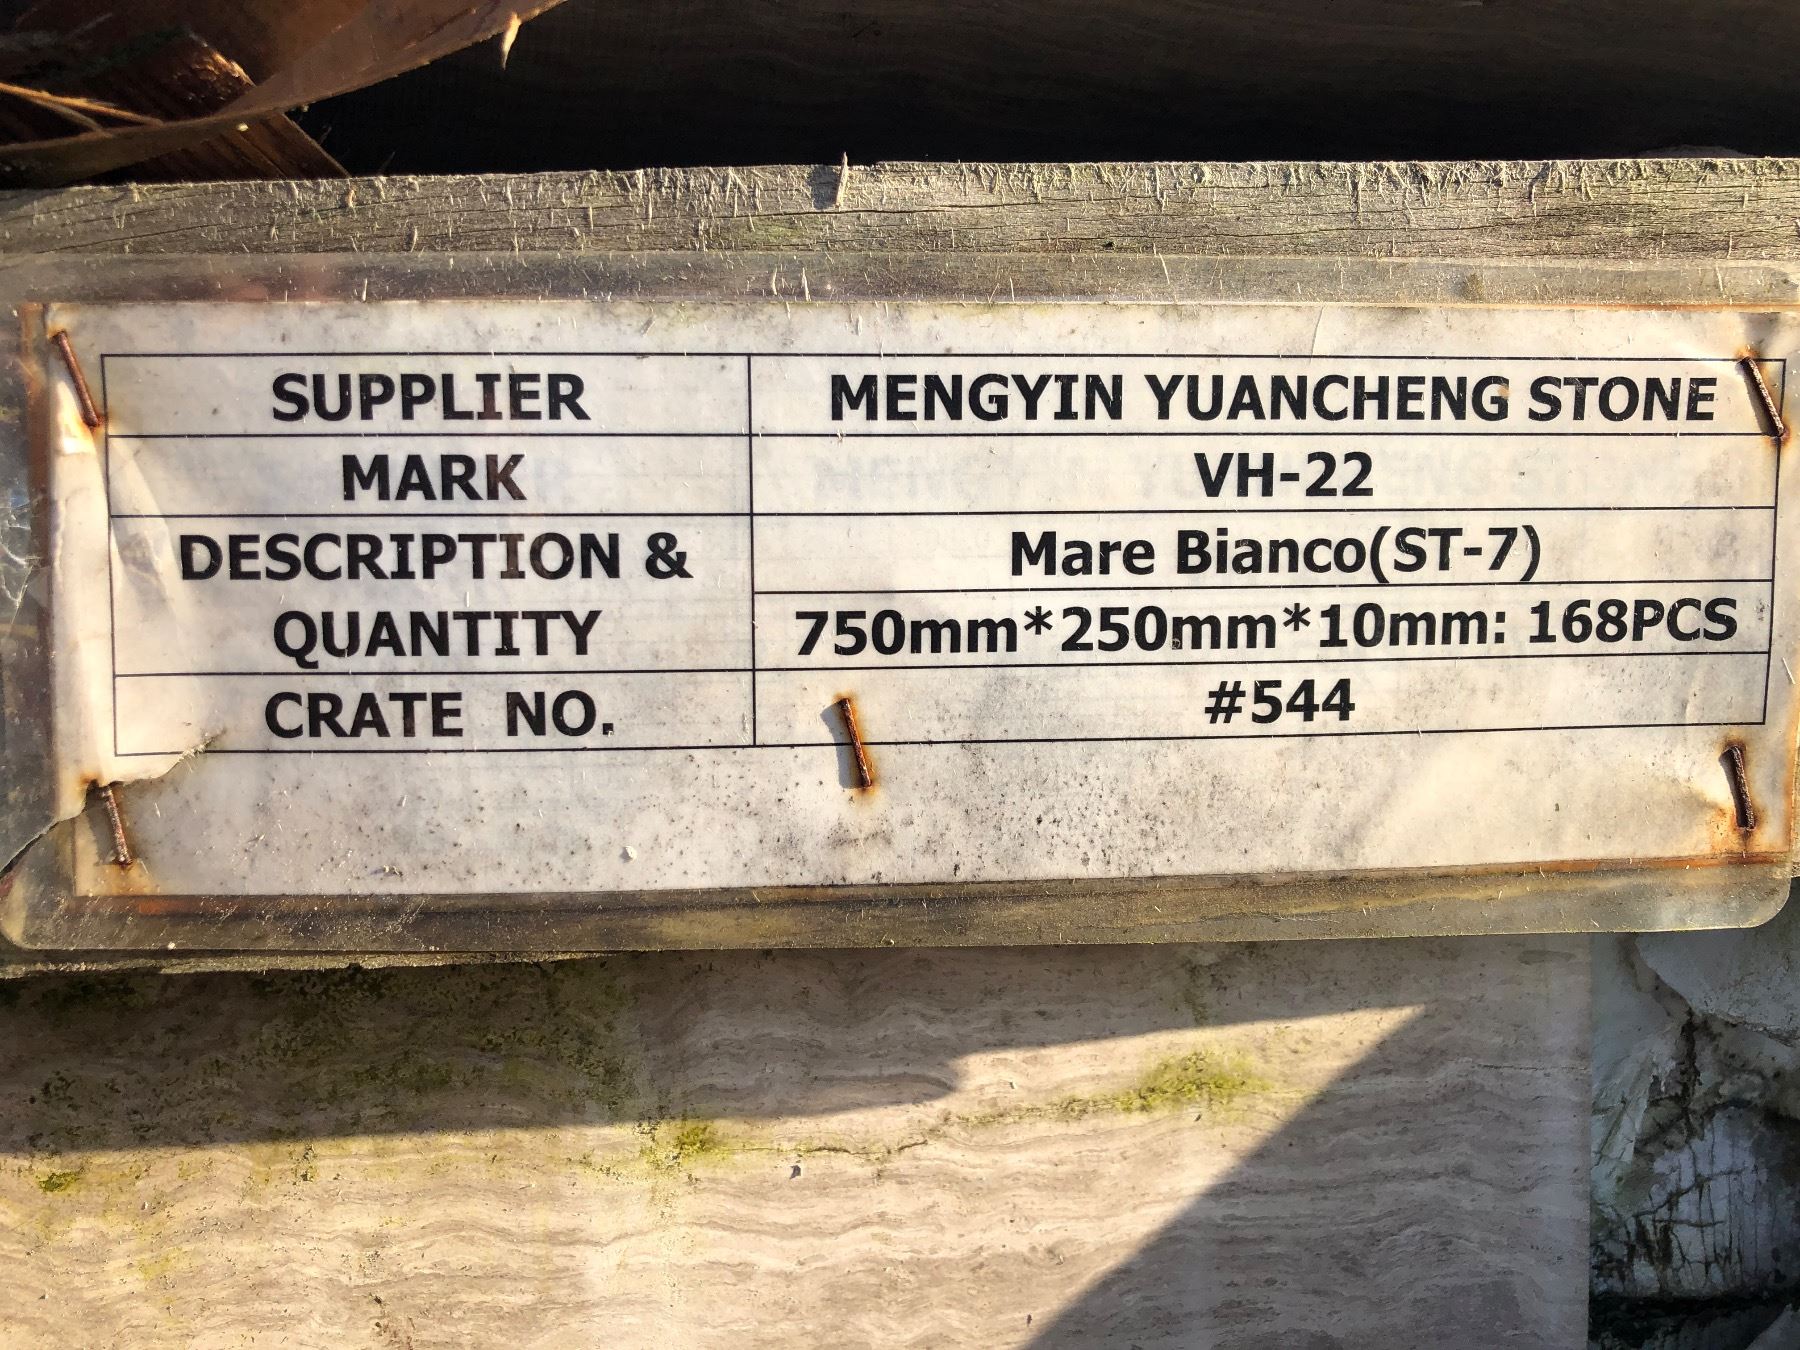 SUPPLIER MENGYIN YUANCHENG STONE
MARK VH-22
DESCRIPTION & Mare Bianco(ST-7)
QUANTITY 750mm*250mm*10mm: 168PCS
CRATE NO. #544